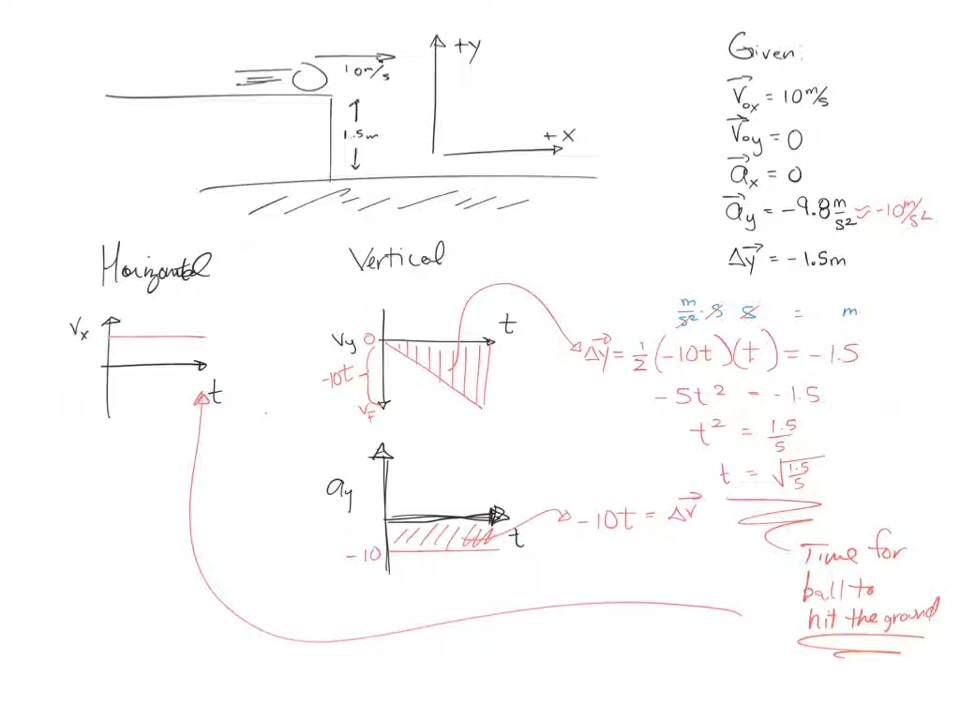 10m/s
1.5m
+y
+x
Given:
v⃗ox = 10 m/s
v⃗oy = 0
a⃗x = 0
a⃗y = -9.8 m/s² ≈ -10 m/s²
Δy⃗ = -1.5m
Horizontal
Vx
t
Vertical
Vy 0
t
-10t
VF
m/s² · s s = m
Δy⃗ = 1/2 (-10t)(t) = -1.5
-5t² = -1.5
t² = 1.5/5
t = √1.5/5
ay
t
-10
-10t = Δv⃗
Time for
ball to
hit the ground